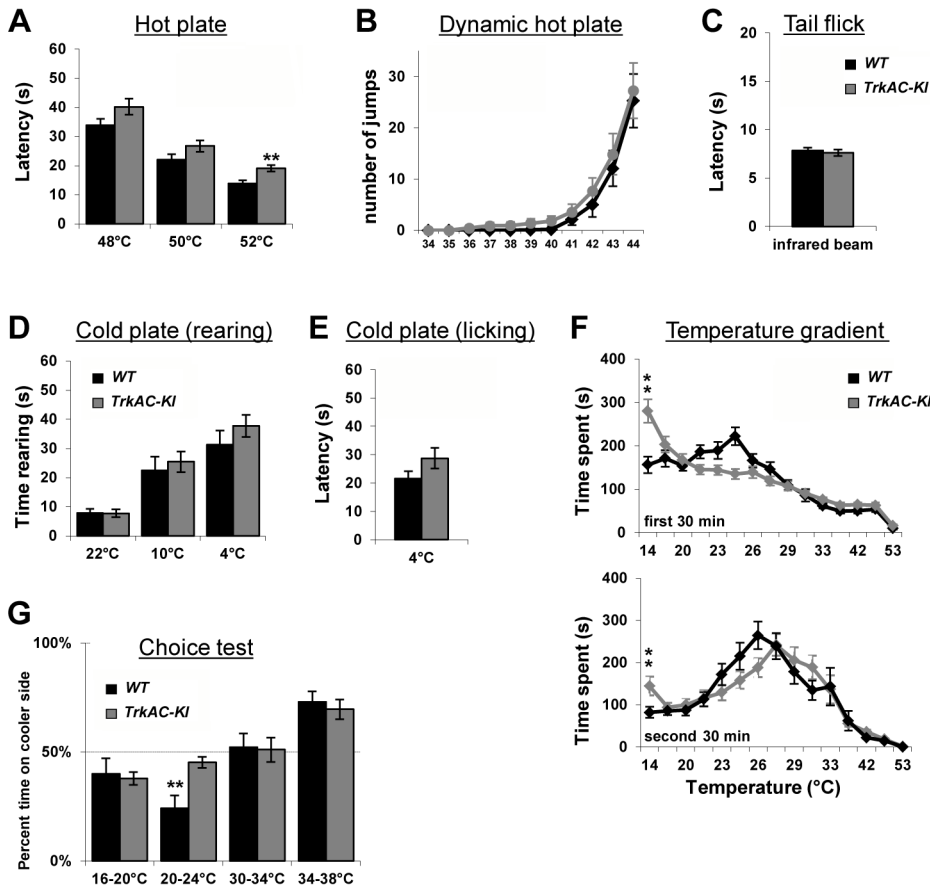 A
Hot plate
Latency (s)
60
50
40
30
20
10
0
**
48°C 50°C 52°C
B
Dynamic hot plate
number of jumps
30
20
10
0
34 35 36 37 38 39 40 41 42 43 44
C
Tail flick
Latency (s)
20
15
10
5
0
WT
TrkAC-KI
infrared beam
D
Cold plate (rearing)
Time rearing (s)
60
50
40
30
20
10
0
WT
TrkAC-KI
22°C 10°C 4°C
E
Cold plate (licking)
Latency (s)
60
50
40
30
20
10
0
4°C
F
Temperature gradient
Time spent (s)
400
300
200
100
0
**
WT
TrkAC-KI
first 30 min
14 20 23 26 29 33 42 53
Time spent (s)
400
300
200
100
0
**
second 30 min
14 20 23 26 29 33 42 53
Temperature (°C)
G
Choice test
Percent time on cooler side
100%
50%
0%
WT
TrkAC-KI
**
16-20°C 20-24°C 30-34°C 34-38°C